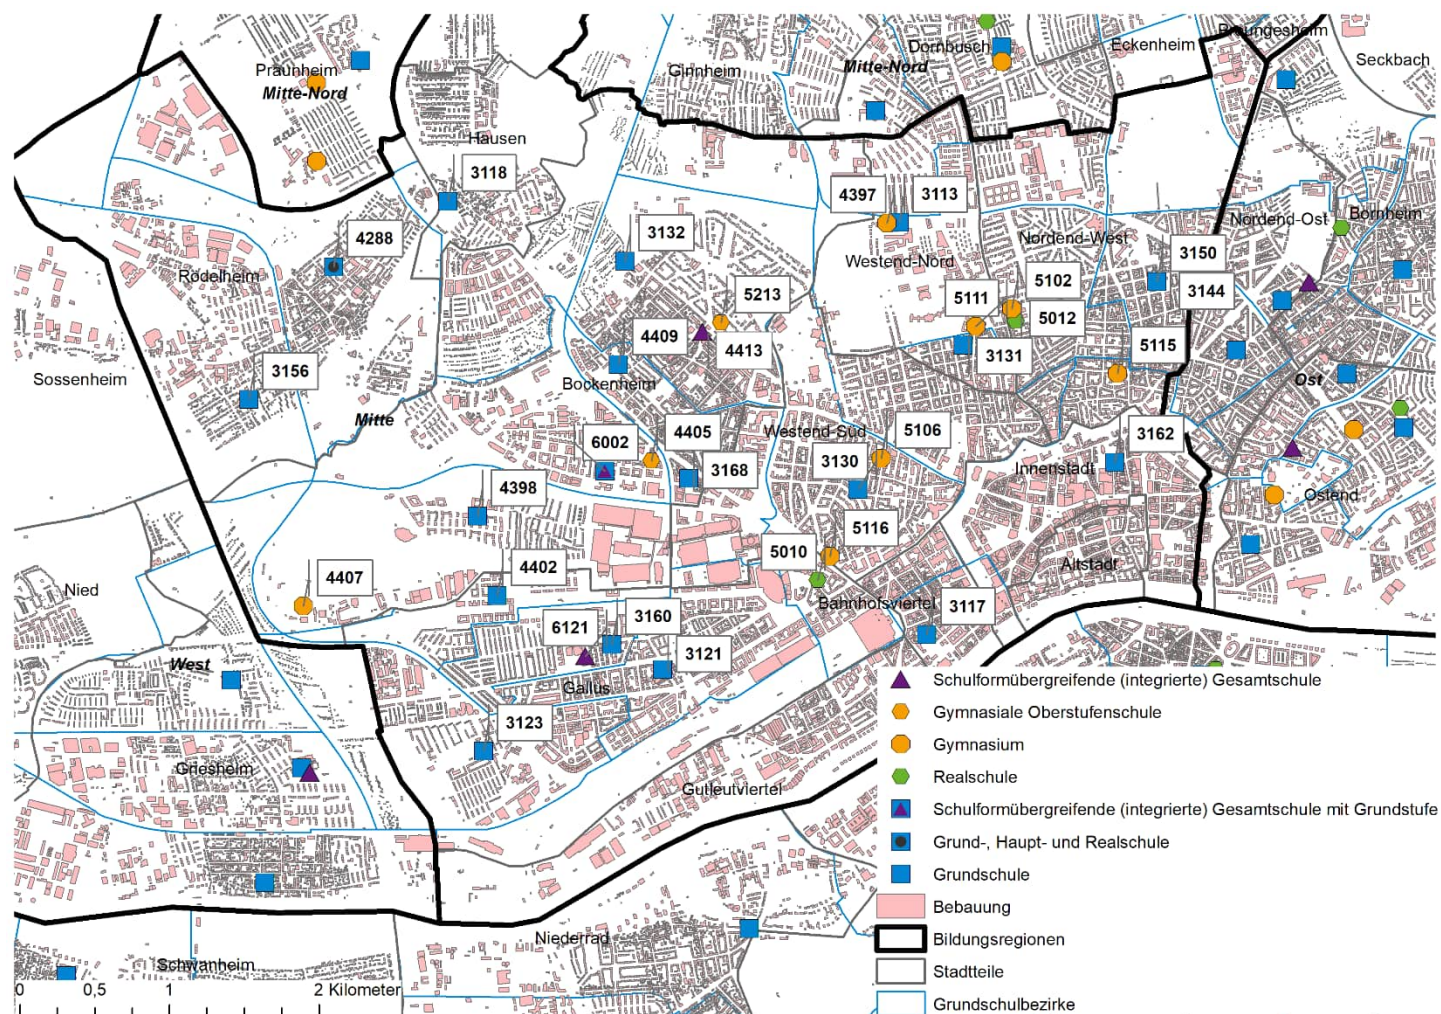 Dornbusch
Eckenheim
Preungesheim
Seckbach
Praunheim
Mitte-Nord
Ginnheim
Mitte-Nord
Hausen
3118
4397
3113
Nordend-Ost
Bornheim
4288
3132
Nordend-West
3150
Westend-Nord
Rödelheim
5102
3144
5213
5111
5012
4409
4413
5115
3131
3156
Sossenheim
Bockenheim
Ost
Mitte
3162
4405
5106
Westend-Süd
6002
3130
3168
Innenstadt
4398
Ostend
5116
5010
4402
Altstadt
4407
Nied
Bahnhofsviertel
3117
3160
6121
3121
West
Gallus
3123
Griesheim
Gutleutviertel
Niederrad
Schwanheim
0 0,5 1 2 Kilometer
Schulformübergreifende (integrierte) Gesamtschule
Gymnasiale Oberstufenschule
Gymnasium
Realschule
Schulformübergreifende (integrierte) Gesamtschule mit Grundstufe
Grund-, Haupt- und Realschule
Grundschule
Bebauung
Bildungsregionen
Stadtteile
Grundschulbezirke